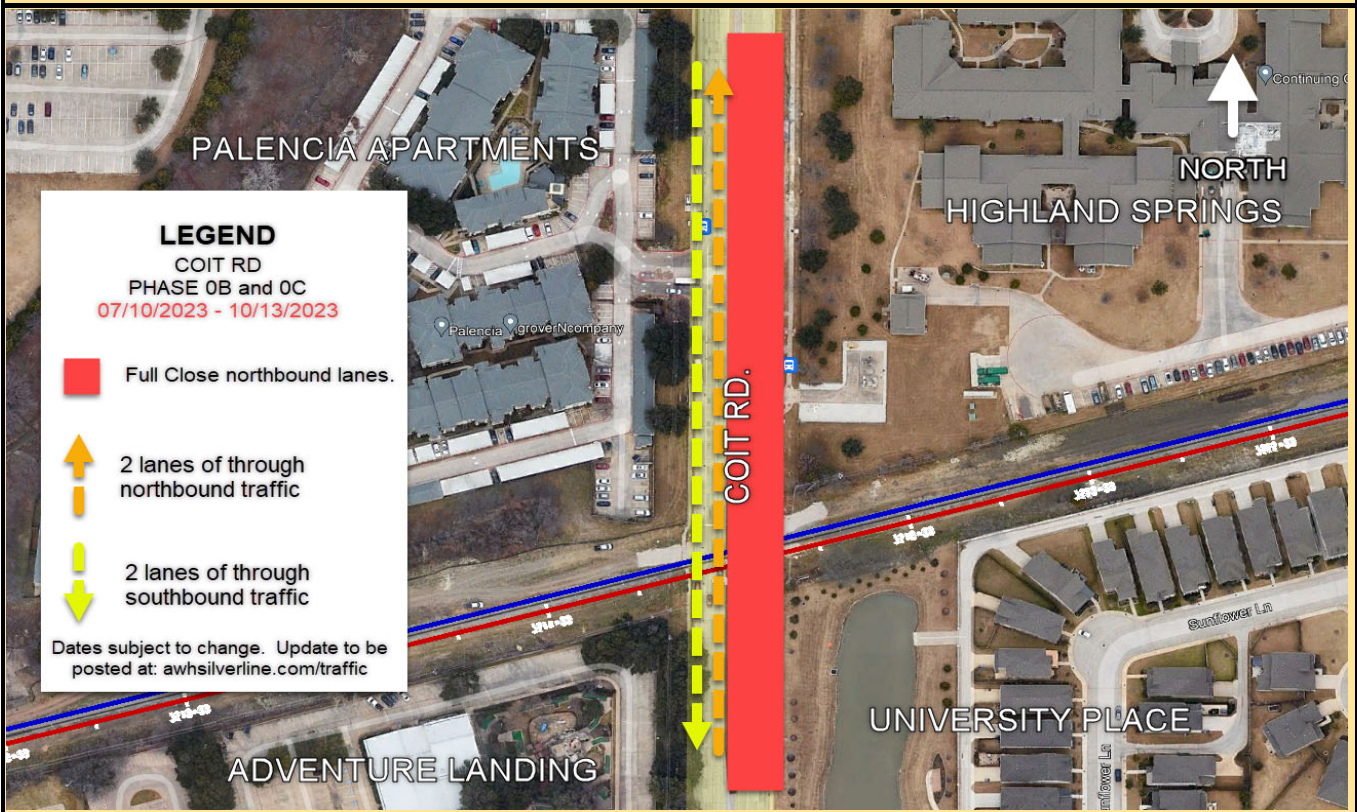 PALENCIA APARTMENTS
Continuing
NORTH
HIGHLAND SPRINGS
LEGEND
COIT RD
PHASE 0B and 0C
07/10/2023 - 10/13/2023
Full Close northbound lanes.
2 lanes of through
northbound traffic
2 lanes of through
southbound traffic
Dates subject to change. Update to be
posted at: awhsilverline.com/traffic
Palencia
igroverNcompany
COIT RD.
Sunflower Ln
UNIVERSITY PLACE
ADVENTURE LANDING